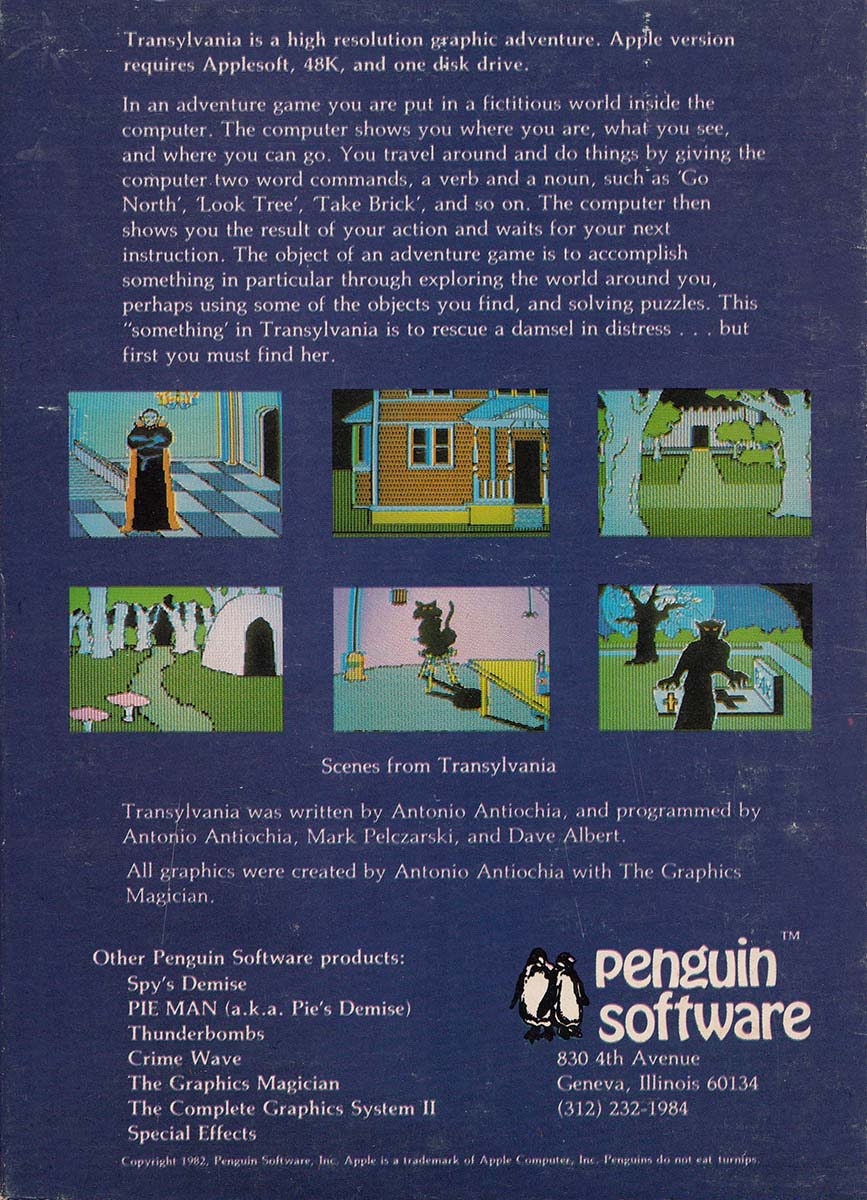 Transylvania is a high resolution graphic adventure. Apple version
requires Applesoft, 48K, and one disk drive.
In an adventure game you are put in a fictitious world inside the
computer. The computer shows you where you are, what you see,
and where you can go. You travel around and do things by giving the
computer two word commands, a verb and a noun, such as 'Go
North', 'Look Tree', 'Take Brick', and so on. The computer then
shows you the result of your action and waits for your next
instruction. The object of an adventure game is to accomplish
something in particular through exploring the world around you,
perhaps using some of the objects you find, and solving puzzles. This
"something' in Transylvania is to rescue a damsel in distress . . . but
first you must find her.
Scenes from Transylvania
Transylvania was written by Antonio Antiochia, and programmed by
Antonio Antiochia, Mark Pelczarski, and Dave Albert.
All graphics were created by Antonio Antiochia with The Graphics
Magician.
Other Penguin Software products:
Spy's Demise
PIE MAN (a.k.a. Pie's Demise)
Thunderbombs
Crime Wave
The Graphics Magician
The Complete Graphics System II
Special Effects
penguin TM
software
830 4th Avenue
Geneva, Illinois 60134
(312) 232-1984
Copyright 1982, Penguin Software, Inc. Apple is a trademark of Apple Computer, Inc. Penguins do not eat turnips.